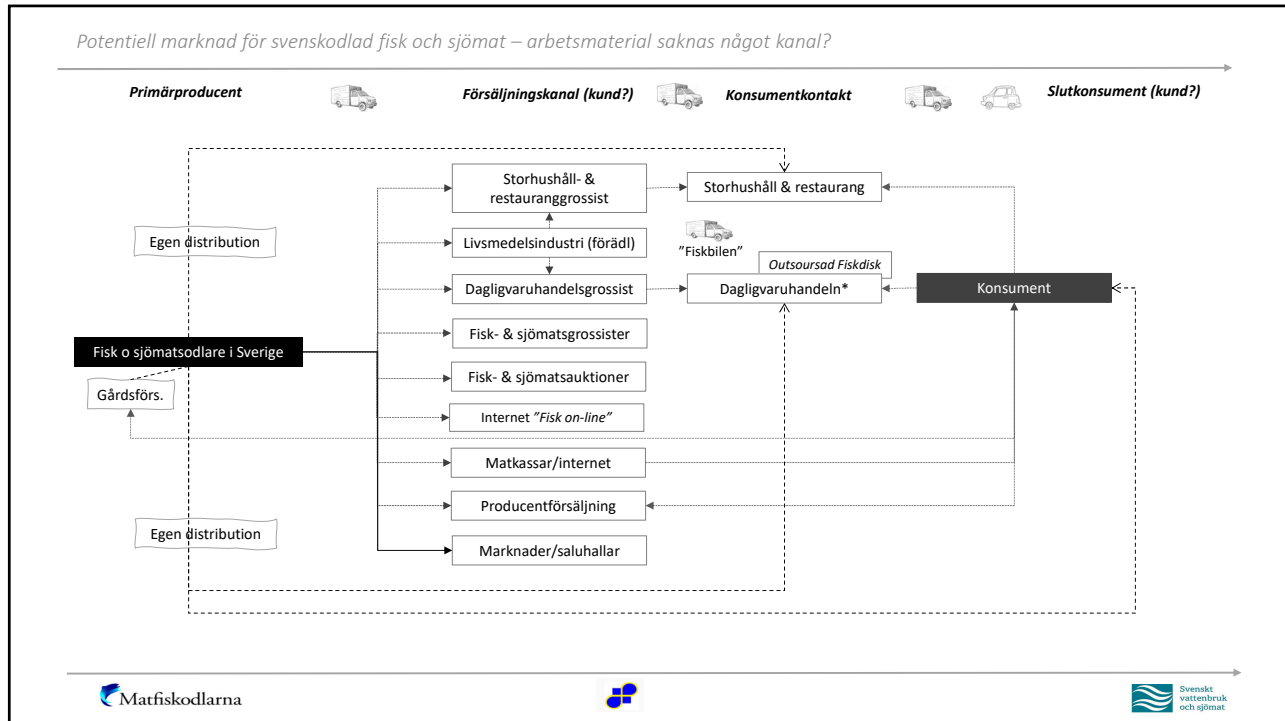 Potentiell marknad för svenskodlad fisk och sjömat – arbetsmaterial saknas något kanal?
Primärproducent
Försäljningskanal (kund?)
Konsumentkontakt
Slutkonsument (kund?)
Storhushåll- &
restauranggrossist
Storhushåll & restaurang
Egen distribution
Livsmedelsindustri (förädl)
"Fiskbilen"
Outsoursad Fiskdisk
Dagligvaruhandelsgrossist
Dagligvaruhandeln*
Konsument
Fisk- & sjömatsgrossister
Fisk o sjömatsodlare i Sverige
Fisk- & sjömatsauktioner
Gårdsförs.
Internet "Fisk on-line"
Matkassar/internet
Producentförsäljning
Egen distribution
Marknader/saluhallar
Matfiskodlarna
Svenskt
vattenbruk
och sjömat